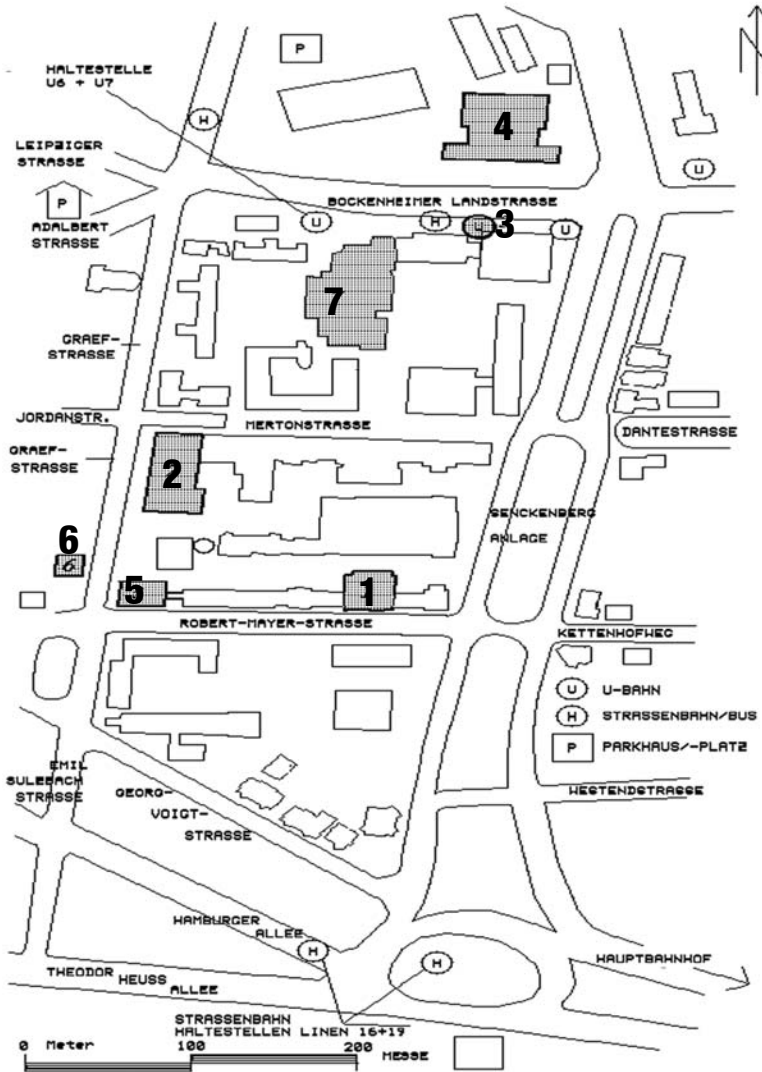 P
N
HALTESTELLE
U6 + U7
H
4
LEIPZIGER
STRASSE
U
P
BOCKENHEIMER LANDSTRASSE
ADALBERT
STRASSE
U
H
U
3
U
7
GRAEF-
STRASSE
JORDANSTR.
MERTONSTRASSE
DANTESTRASSE
GRAEF-
STRASSE
2
SENCKENBERG
ANLAGE
6
6
5
1
ROBERT-MAYER-STRASSE
KETTENHOFWEG
U U-BAHN
H STRASSENBAHN/BUS
P PARKHAUS/-PLATZ
EMIL
SULZBACH
STRASSE
GEORG-
VOIGT-
STRASSE
WESTENDSTRASSE
HAMBURGER
ALLEE
H
H
HAUPTBAHNHOF
THEODOR HEUSS
ALLEE
STRASSENBAHN
HALTESTELLEN LINEN 16+19
0 Meter 100 200
MESSE